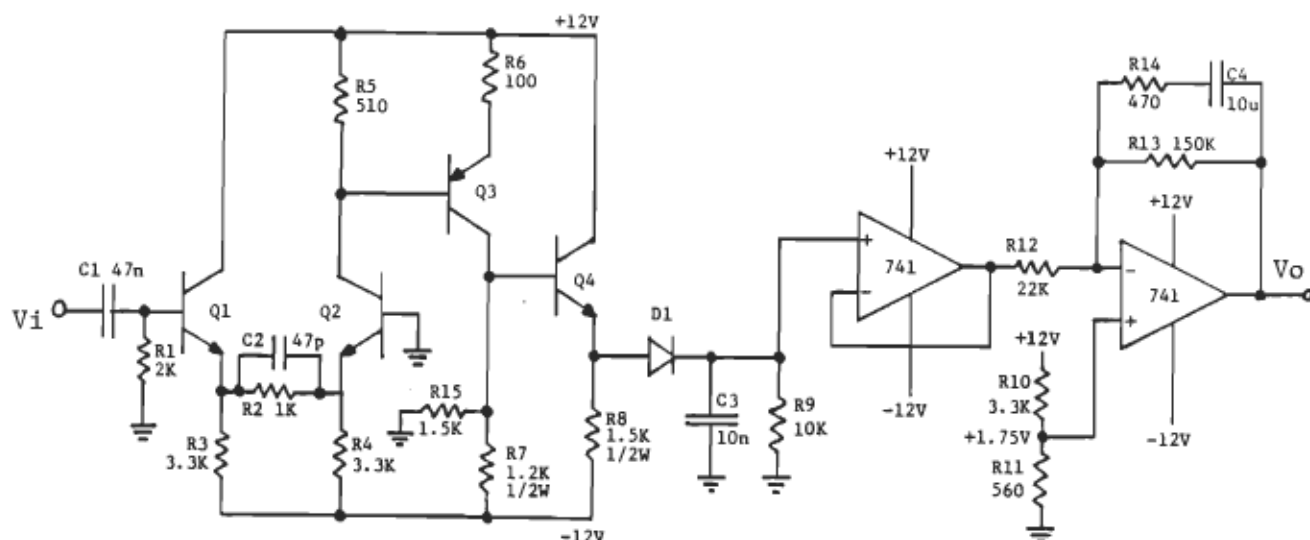 +12V
R5
510
R6
100
R14
470
C4
10u
R13 150K
+12V
Q3
+12V
C1 47n
Vi
R1
2K
Q1
Q2
C2 47p
R2 1K
R3
3.3K
R4
3.3K
R15
1.5K
R7
1.2K
1/2W
Q4
D1
R8
1.5K
1/2W
C3
10n
R9
10K
+
741
-
-12V
R12
22K
-
741
+
Vo
+12V
R10
3.3K
+1.75V
R11
560
-12V
-12V